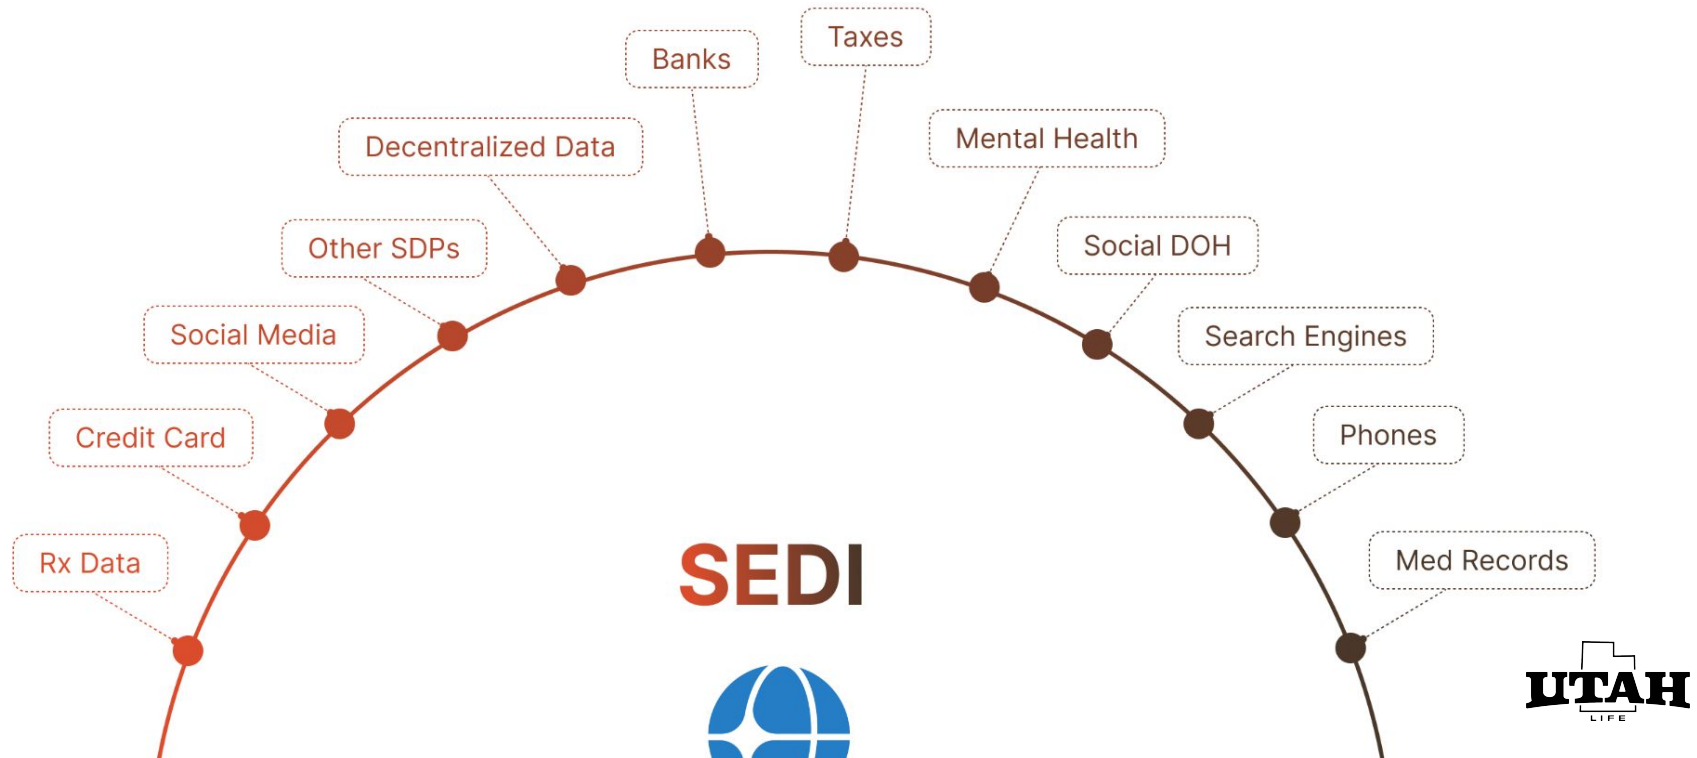 Taxes
Banks
Decentralized Data
Mental Health
Other SDPs
Social DOH
Social Media
Search Engines
Credit Card
Phones
Rx Data
Med Records
SEDI
UTAH
LIFE